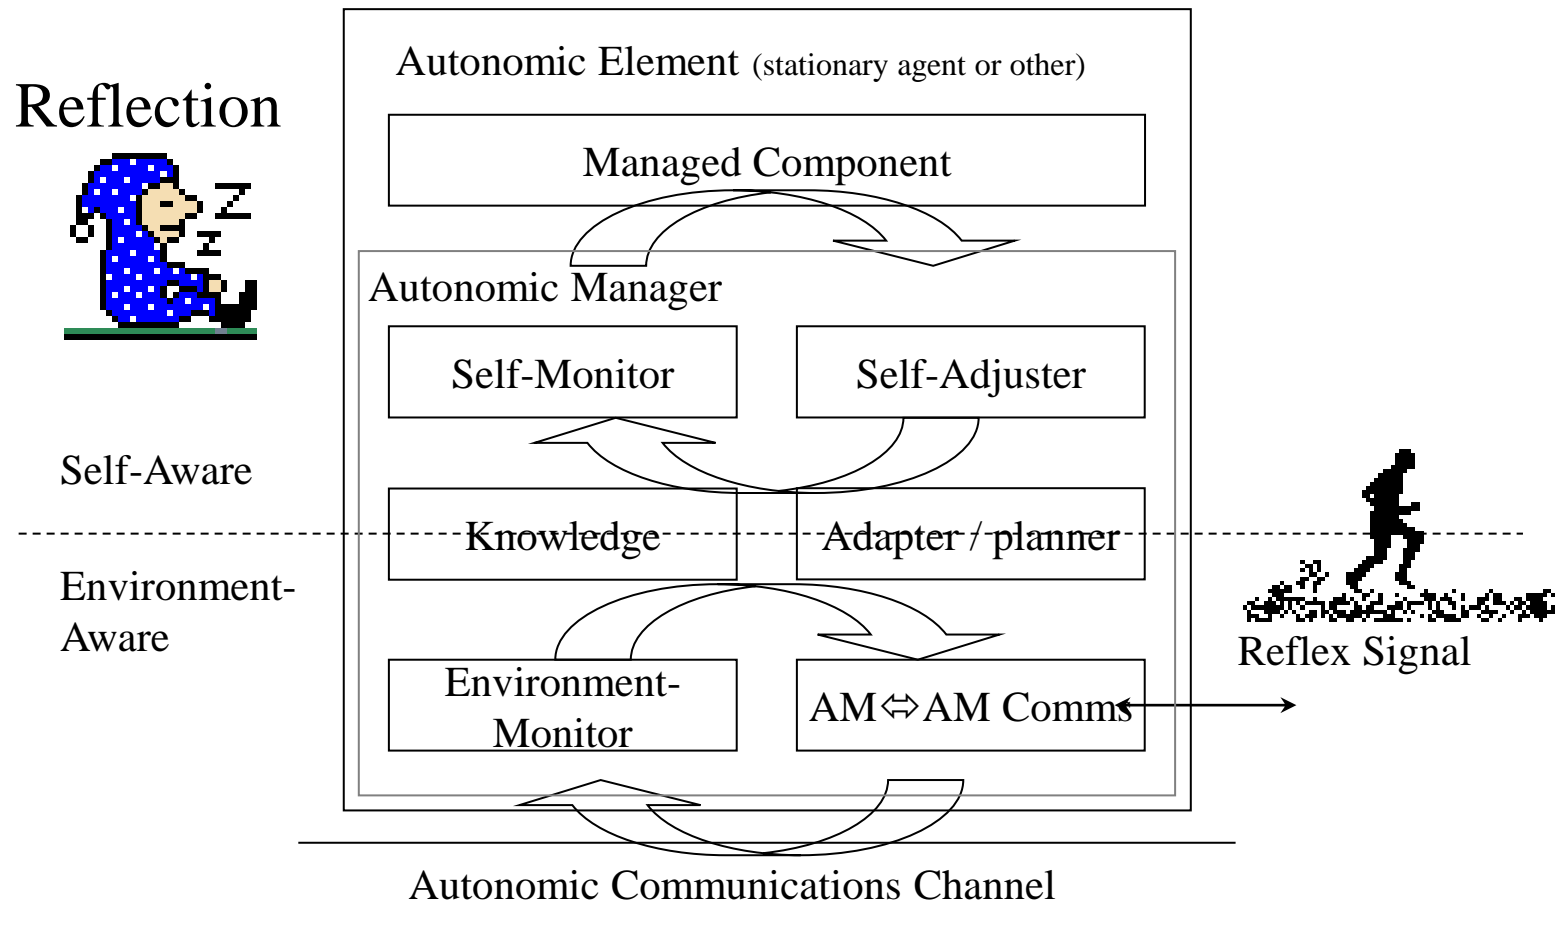 Autonomic Element (stationary agent or other)
Reflection
Managed Component
Z
z
Autonomic Manager
Self-Monitor
Self-Adjuster
Self-Aware
Knowledge
Adapter / planner
Environment-
Aware
Reflex Signal
Environment-
Monitor
AM⇔AM Comms
Autonomic Communications Channel